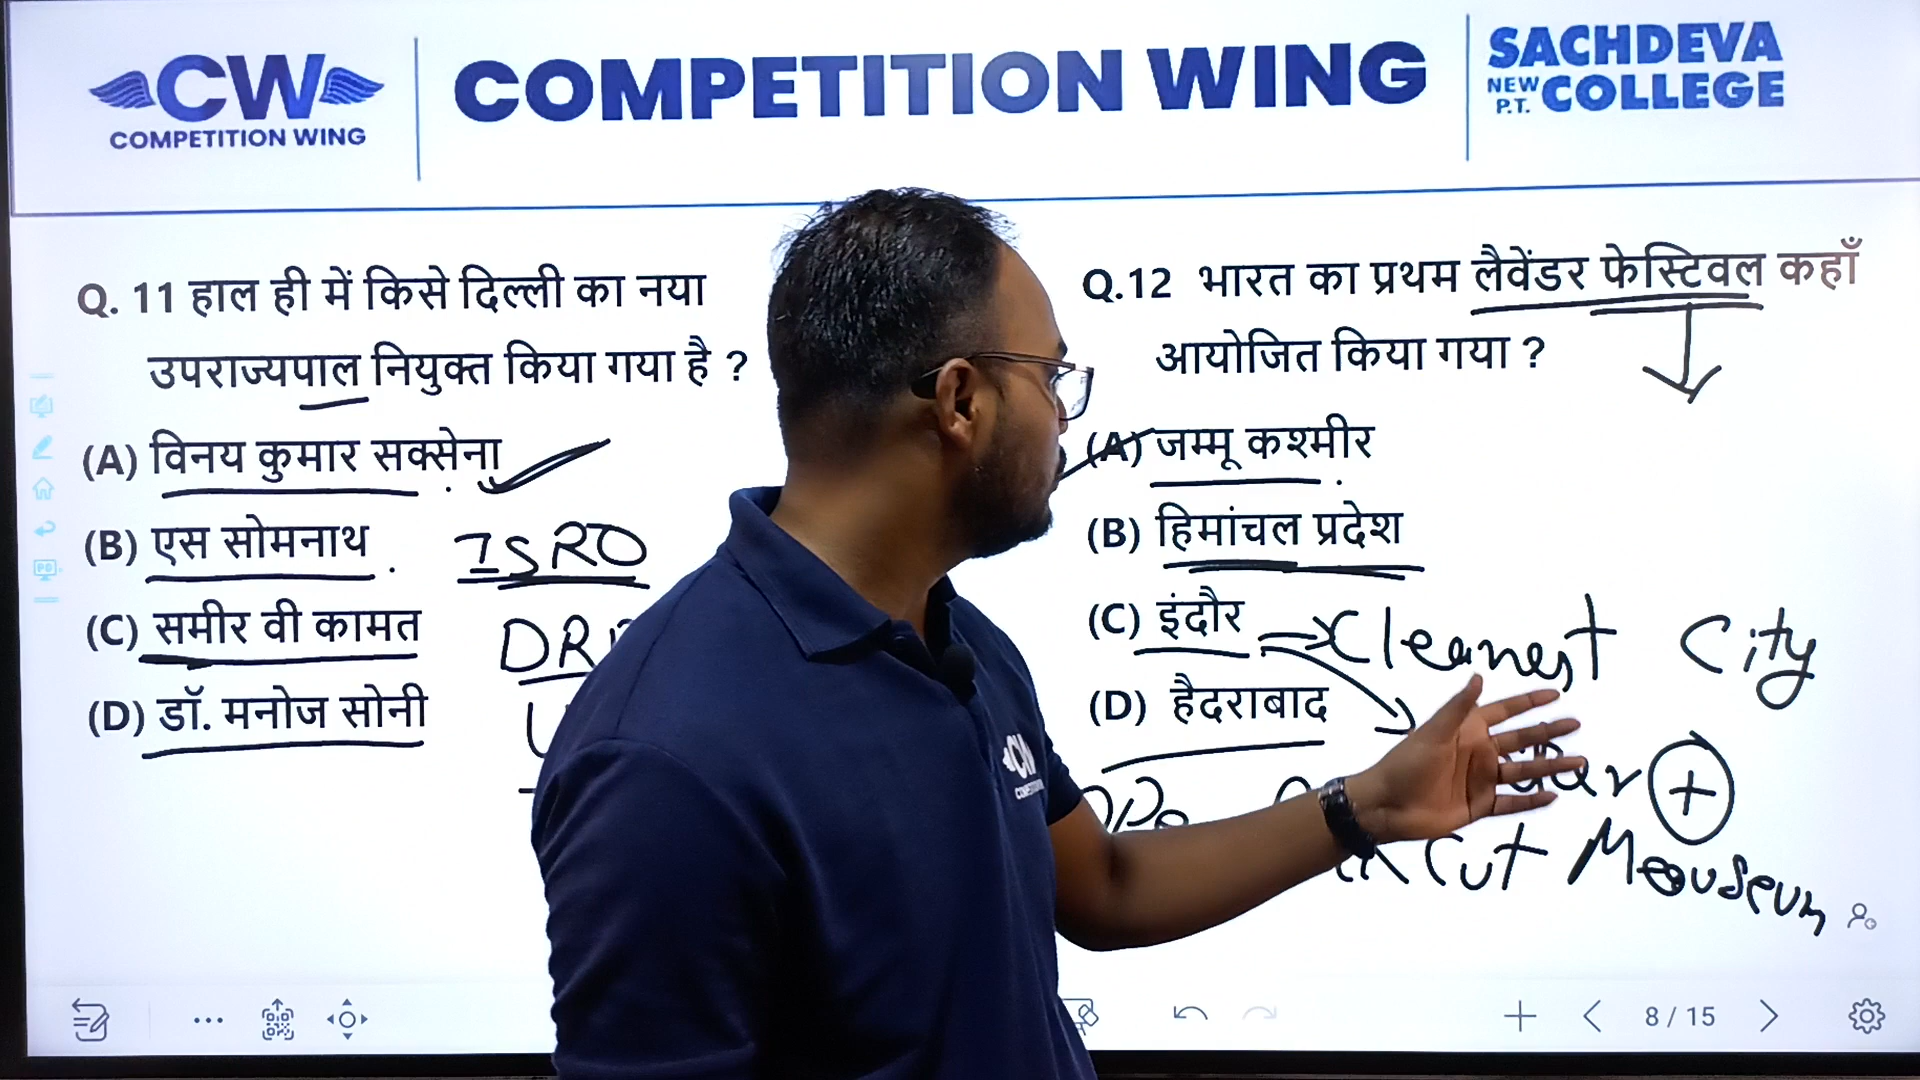 CW
COMPETITION WING
COMPETITION WING
SACHDEVA
NEW P.T. COLLEGE
Q. 11 हाल ही में किसे दिल्ली का नया
उपराज्यपाल नियुक्त किया गया है ?
(A) विनय कुमार सक्सेना
(B) एस सोमनाथ ISRO
(C) समीर वी कामत
(D) डॉ. मनोज सोनी
Q.12 भारत का प्रथम लैवेंडर फेस्टिवल कहाँ
आयोजित किया गया ?
(A) जम्मू कश्मीर
(B) हिमांचल प्रदेश
(C) इंदौर Cleanest City
(D) हैदराबाद
+
Cut Meouseum
CW
8 / 15